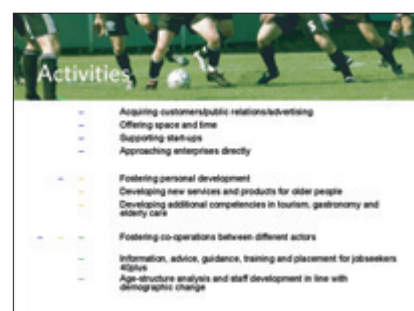 Activities
Acquiring customers/public relations/advertising
Offering space and time
Supporting start-ups
Approaching enterprises directly
Fostering personal development
Developing new services and products for older people
Developing additional competencies in tourism, gastronomy and
elderly care
Fostering co-operations between different actors
Information, advice, guidance, training and placement for jobseekers
40plus
Age-structure analysis and staff development in line with
demographic change